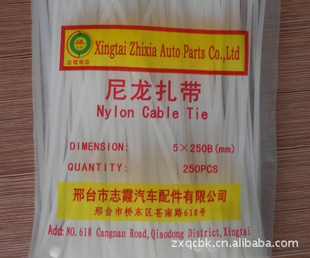 Xingtai Zhixia Auto Parts Co.,Ltd
尼龙扎带
Nylon Cable Tie
DIMENSION: 5×250B(mm)
QUANTITY: 250PCS
邢台市志霞汽车配件有限公司
邢台市桥东区苍南路618号
Add:NO.618 Cangnan Road,Qiaodong District,Xingtai
zxqcbk.cn.alibaba.com